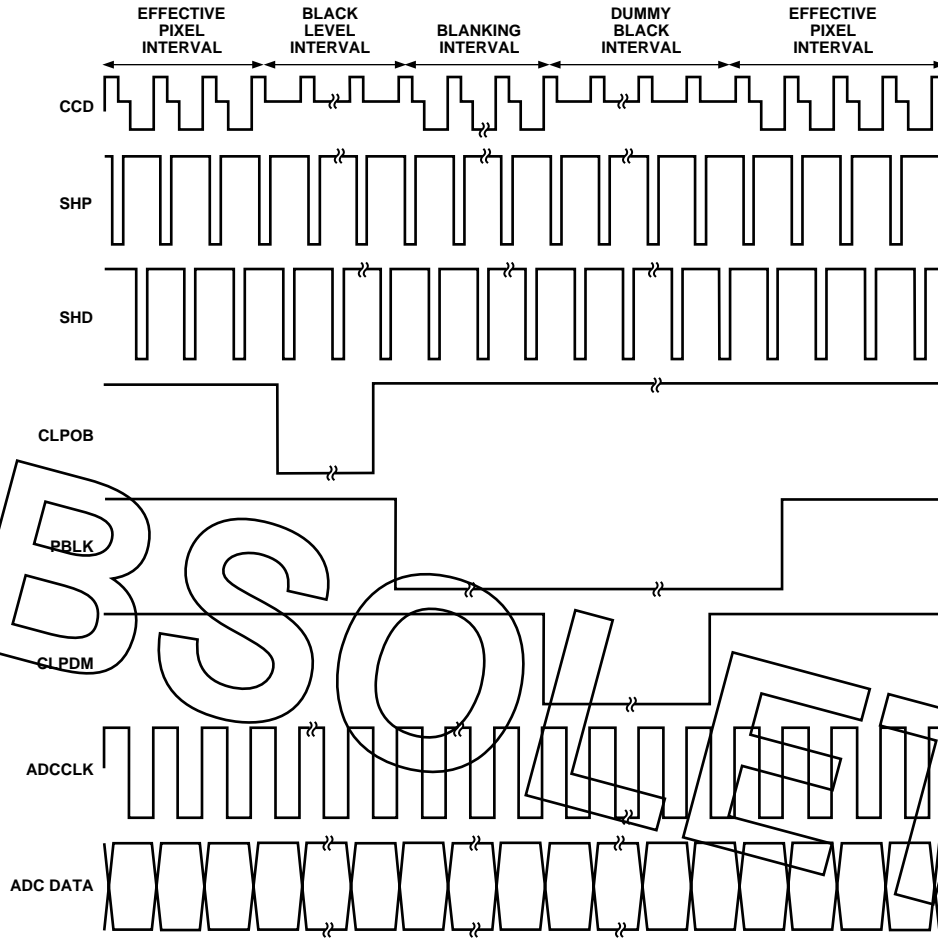 EFFECTIVE PIXEL INTERVAL
BLACK LEVEL INTERVAL
BLANKING INTERVAL
DUMMY BLACK INTERVAL
EFFECTIVE PIXEL INTERVAL
CCD
SHP
SHD
CLPOB
PBLK
CLPDM
ADCCLK
ADC DATA
BSOLET